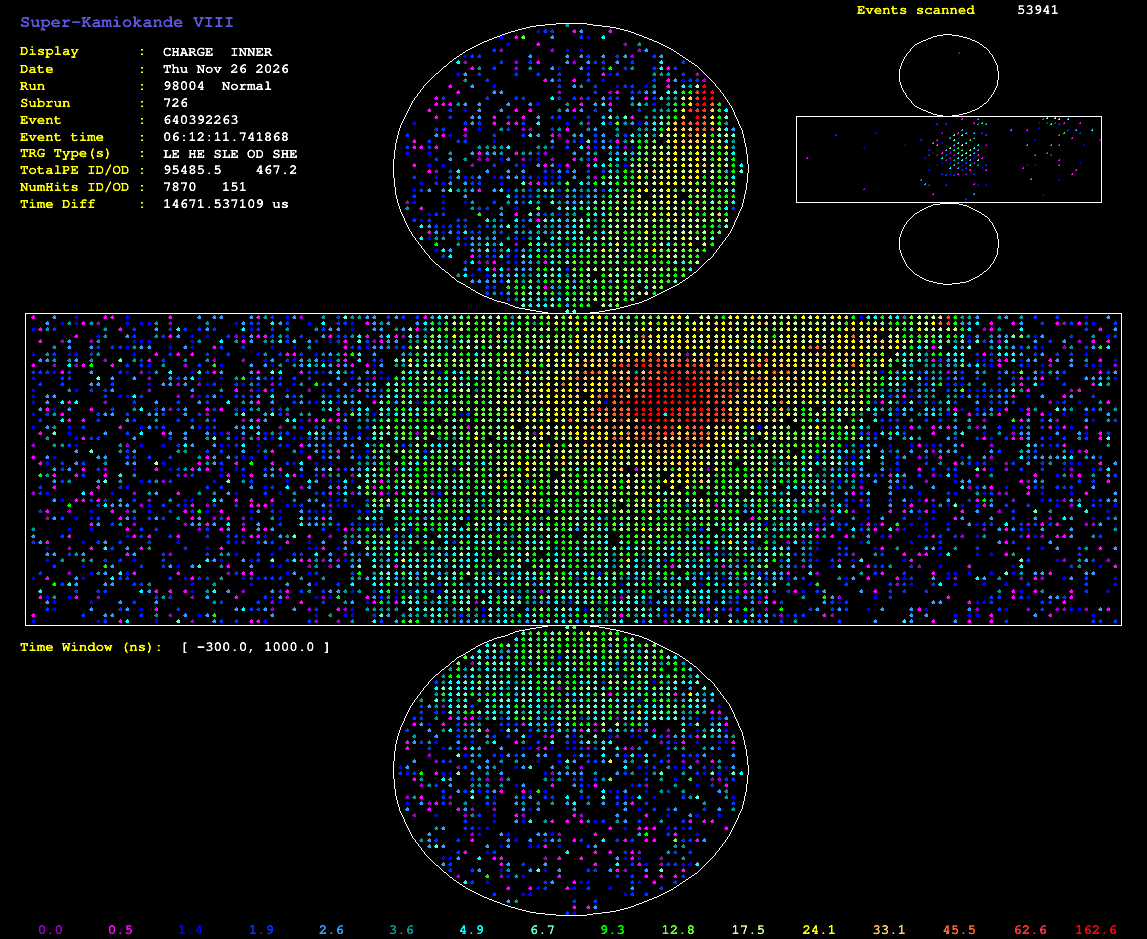 Super-Kamiokande VIII
Events scanned 53941
Display : CHARGE INNER
Date : Thu Nov 26 2026
Run : 98004 Normal
Subrun : 726
Event : 640392263
Event time : 06:12:11.741868
TRG Type(s) : LE HE SLE OD SHE
TotalPE ID/OD : 95485.5 467.2
NumHits ID/OD : 7870 151
Time Diff : 14671.537109 us
Time Window (ns): [ -300.0, 1000.0 ]
0.0 0.5 1.4 1.9 2.6 3.6 4.9 6.7 9.3 12.8 17.5 24.1 33.1 45.5 62.6 162.6